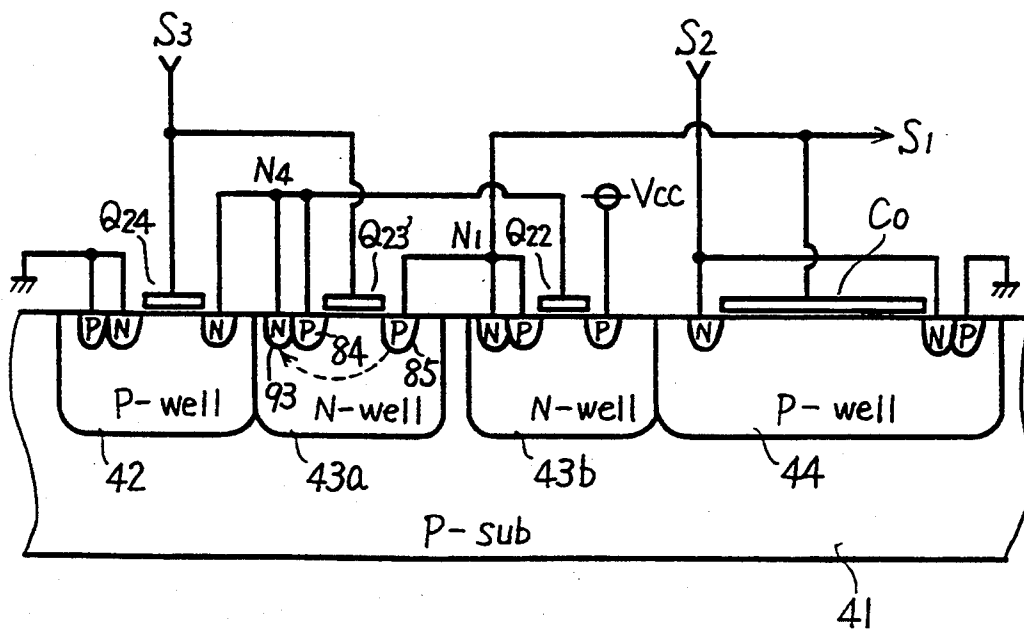 S3
S2
S1
N4
Vcc
Q24
Q23'
N1
Q22
Co
P N
N
N P
P
N P
P
N
N P
84
85
93
P-well
N-well
N-well
P-well
42
43a
43b
44
P-sub
41